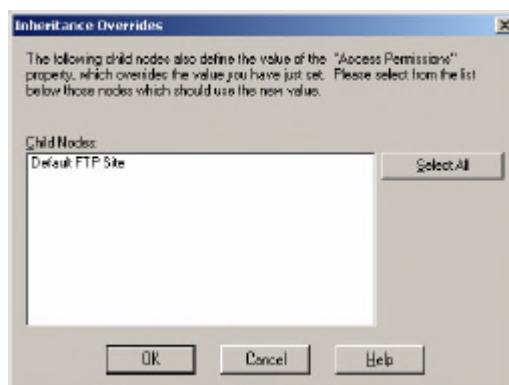 Inheritance Overrides
The following child nodes also define the value of the "Access Permissions"
property, which overrides the value you have just set. Please select from the list
below those nodes which should use the new value.
Child Nodes:
Default FTP Site
Select All
OK
Cancel
Help